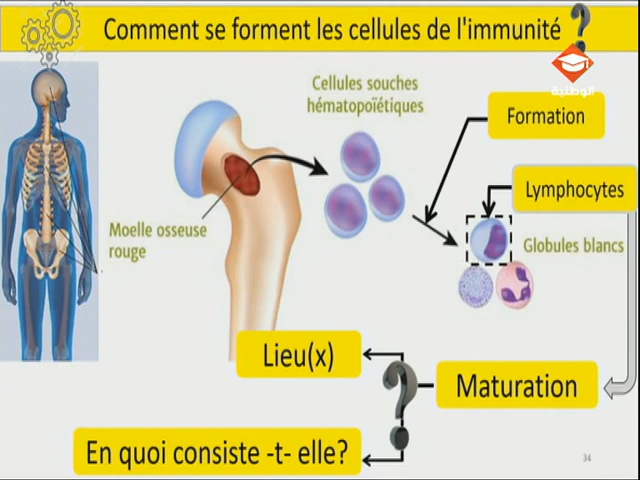 Comment se forment les cellules de l'immunité ?
الوطنية
Cellules souches
hématopoïétiques
Formation
Lymphocytes
Moelle osseuse
rouge
Globules blancs
Lieu(x)
Maturation
?
En quoi consiste -t- elle?
34